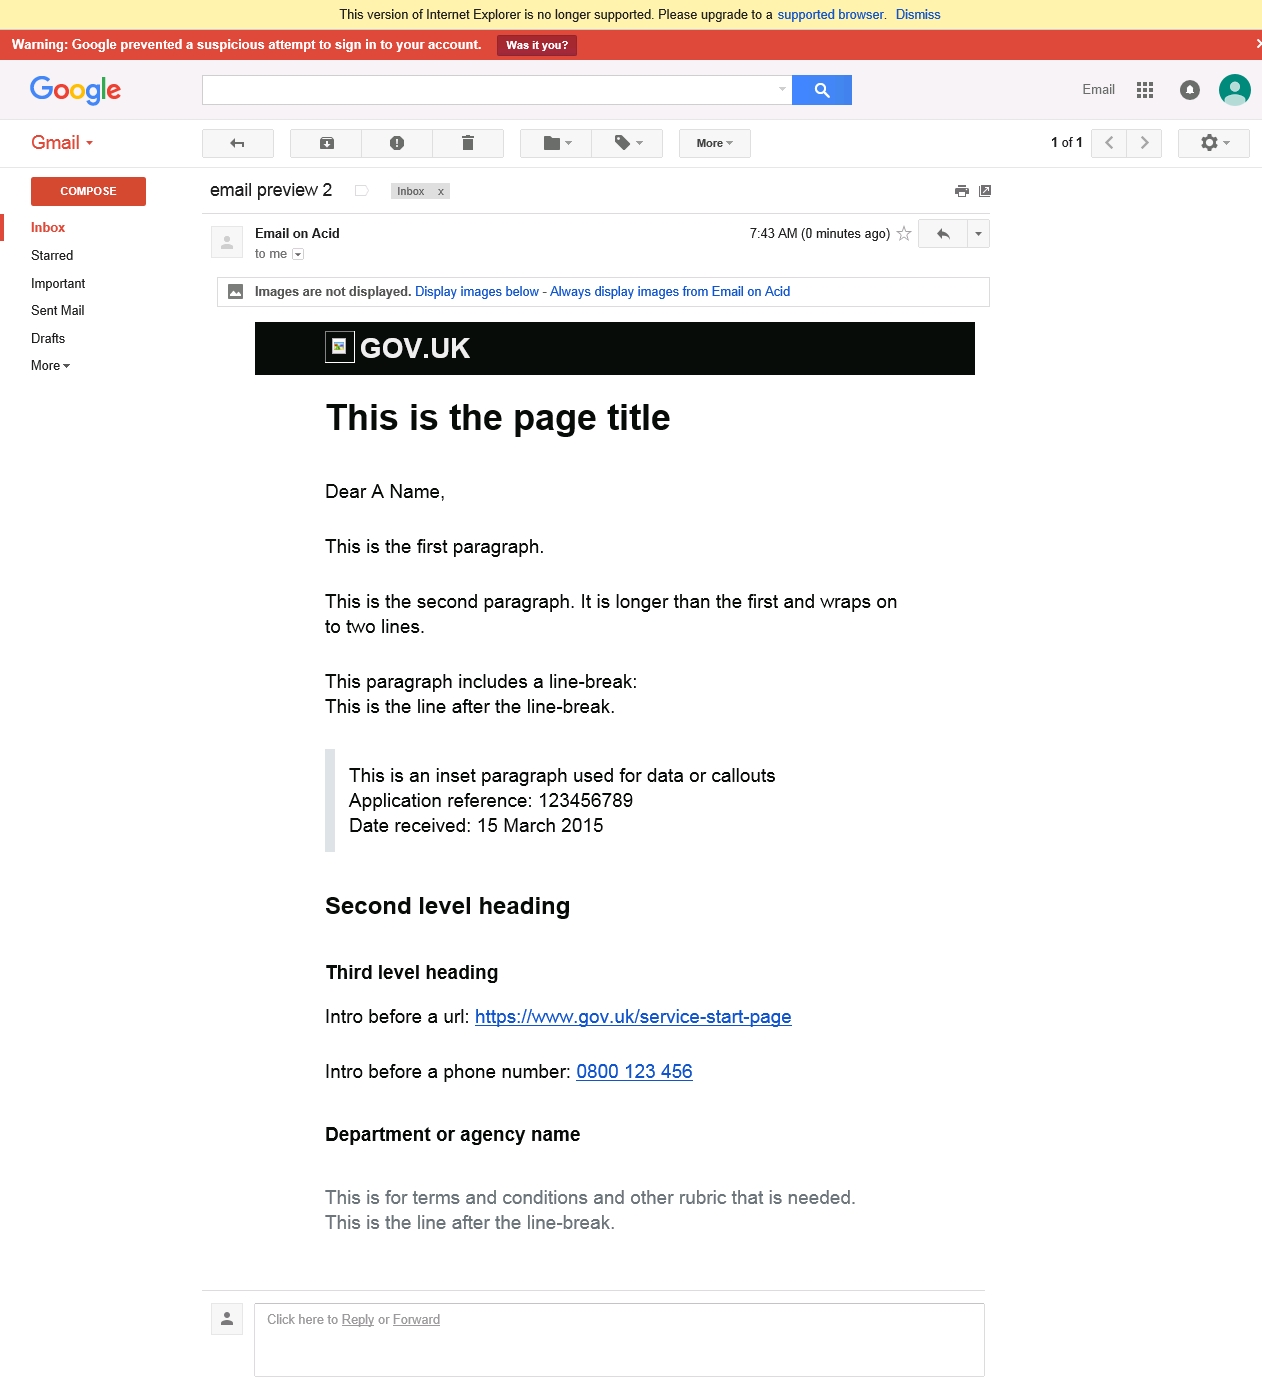 This version of Internet Explorer is no longer supported. Please upgrade to a supported browser. Dismiss
Warning: Google prevented a suspicious attempt to sign in to your account. Was it you?
Google
Email
Gmail
More
1 of 1
COMPOSE
email preview 2
Inbox x
Inbox
Email on Acid
7:43 AM (0 minutes ago)
to me
Starred
Important
Sent Mail
Drafts
More
Images are not displayed. Display images below - Always display images from Email on Acid
GOV.UK
This is the page title
Dear A Name,
This is the first paragraph.
This is the second paragraph. It is longer than the first and wraps on
to two lines.
This paragraph includes a line-break:
This is the line after the line-break.
This is an inset paragraph used for data or callouts
Application reference: 123456789
Date received: 15 March 2015
Second level heading
Third level heading
Intro before a url: https://www.gov.uk/service-start-page
Intro before a phone number: 0800 123 456
Department or agency name
This is for terms and conditions and other rubric that is needed.
This is the line after the line-break.
Click here to Reply or Forward